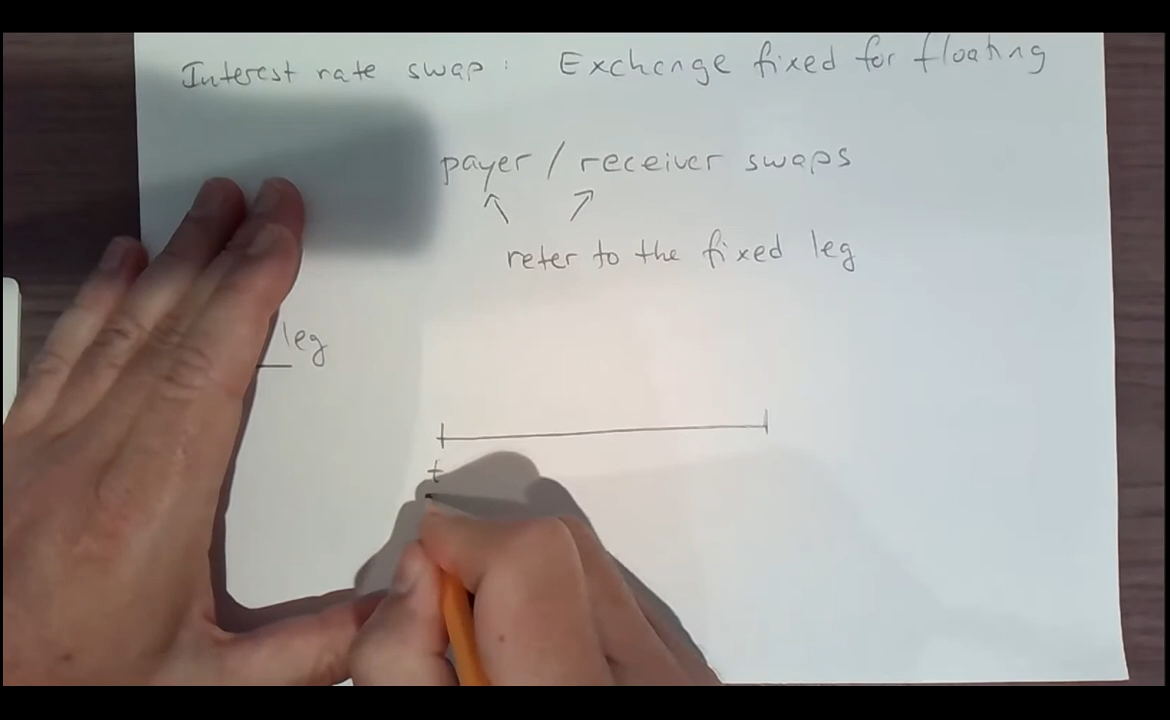 Interest rate swap: Exchange fixed for floating
payer / receiver swaps
refer to the fixed leg
leg
t